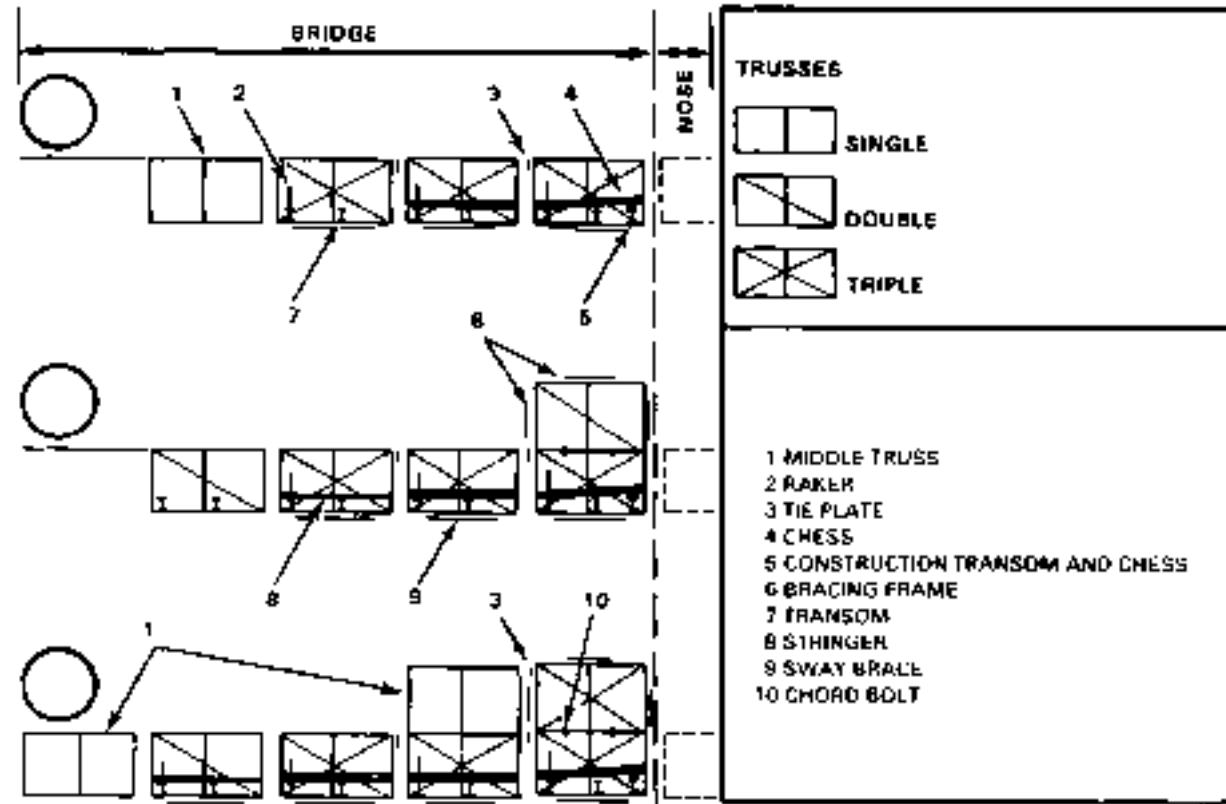 BRIDGE
NOSE
1 2 3 4
7 5
6
8 9
1 3 10
TRUSSES
SINGLE
DOUBLE
TRIPLE
1 MIDDLE TRUSS
2 RAKER
3 TIE PLATE
4 CHESS
5 CONSTRUCTION TRANSOM AND CHESS
6 BRACING FRAME
7 TRANSOM
8 STRINGER
9 SWAY BRACE
10 CHORD BOLT